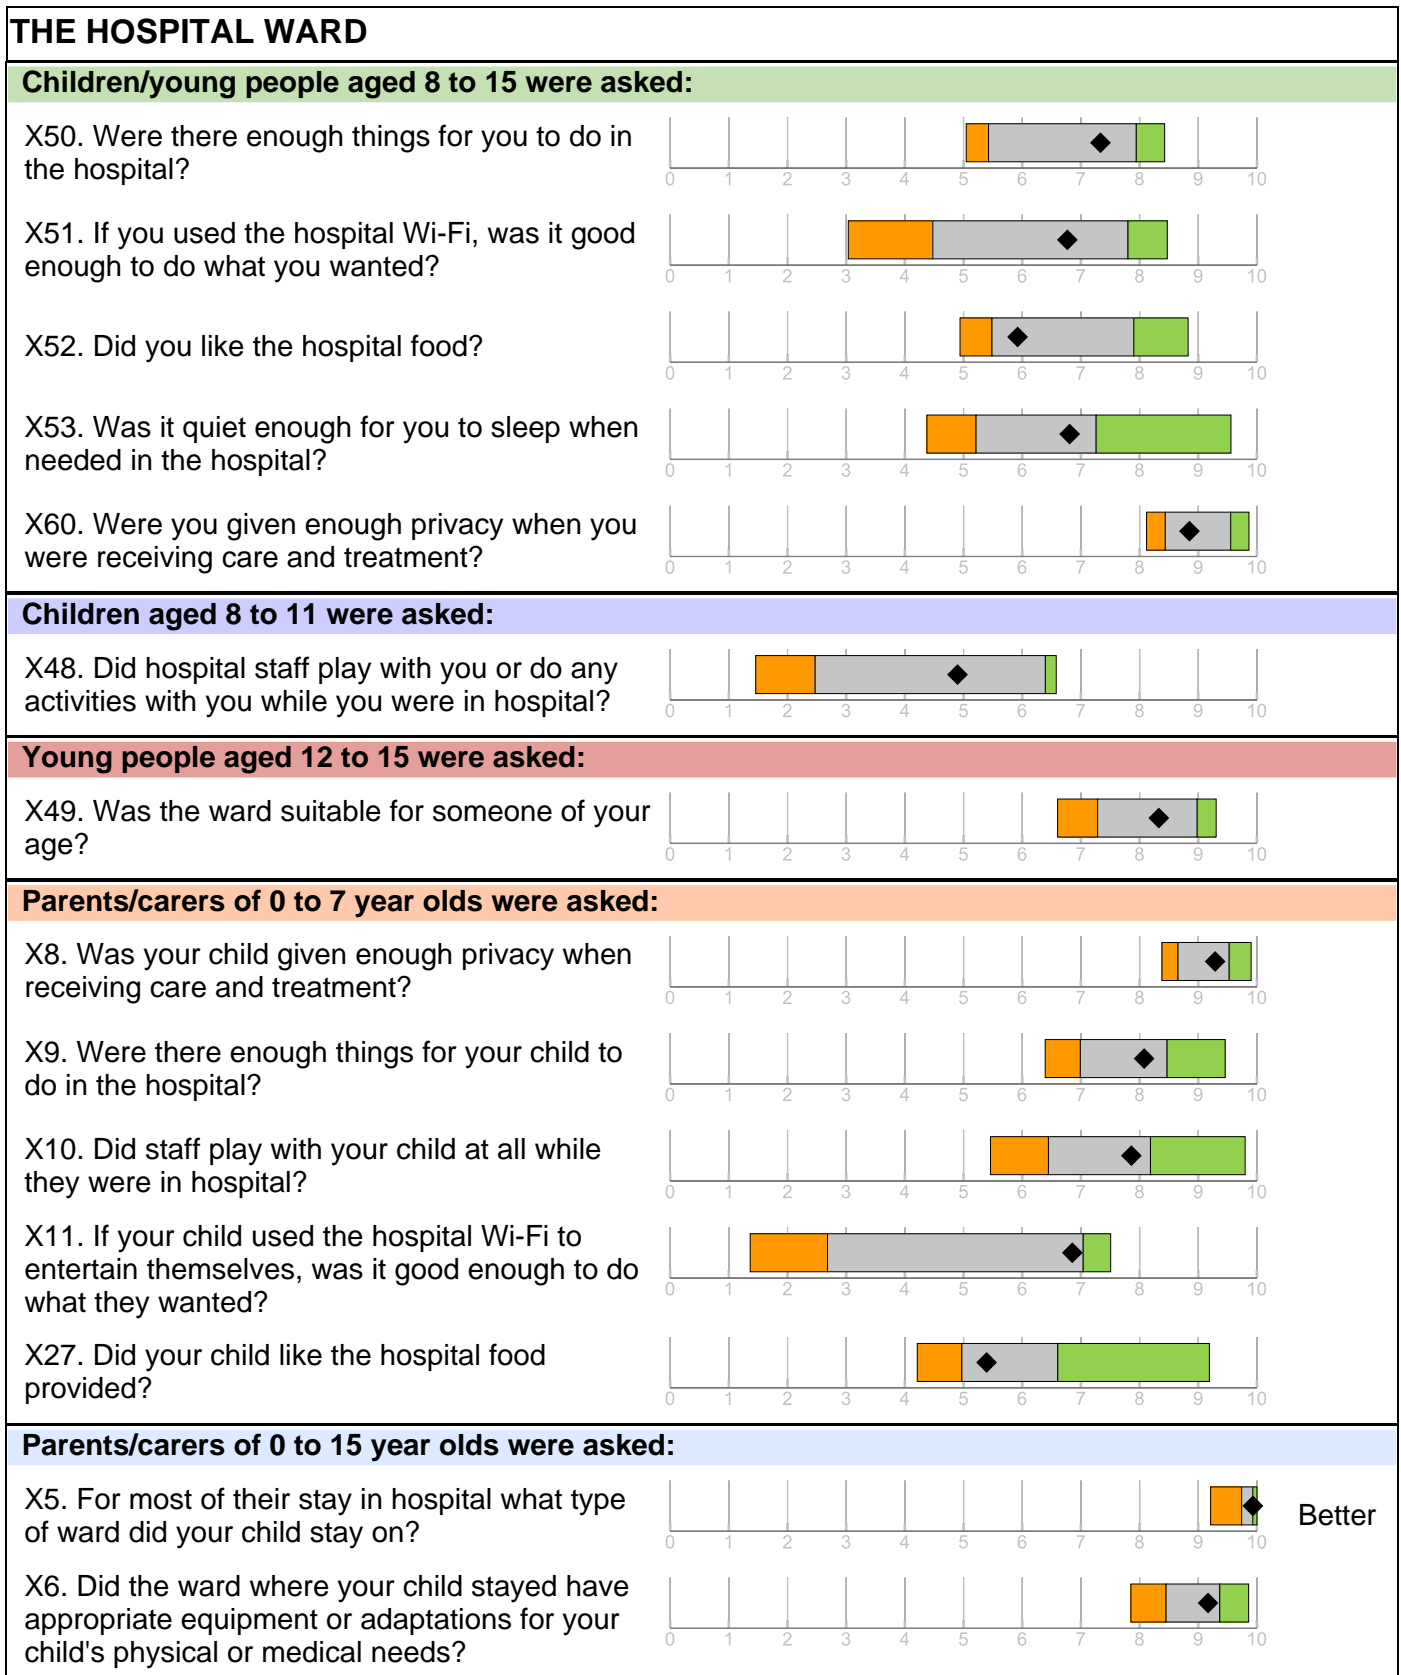 THE HOSPITAL WARD
Children/young people aged 8 to 15 were asked:
X50. Were there enough things for you to do in
the hospital?
0 1 2 3 4 5 6 7 8 9 10
X51. If you used the hospital Wi-Fi, was it good
enough to do what you wanted?
0 1 2 3 4 5 6 7 8 9 10
X52. Did you like the hospital food?
0 1 2 3 4 5 6 7 8 9 10
X53. Was it quiet enough for you to sleep when
needed in the hospital?
0 1 2 3 4 5 6 7 8 9 10
X60. Were you given enough privacy when you
were receiving care and treatment?
0 1 2 3 4 5 6 7 8 9 10
Children aged 8 to 11 were asked:
X48. Did hospital staff play with you or do any
activities with you while you were in hospital?
0 1 2 3 4 5 6 7 8 9 10
Young people aged 12 to 15 were asked:
X49. Was the ward suitable for someone of your
age?
0 1 2 3 4 5 6 7 8 9 10
Parents/carers of 0 to 7 year olds were asked:
X8. Was your child given enough privacy when
receiving care and treatment?
0 1 2 3 4 5 6 7 8 9 10
X9. Were there enough things for your child to
do in the hospital?
0 1 2 3 4 5 6 7 8 9 10
X10. Did staff play with your child at all while
they were in hospital?
0 1 2 3 4 5 6 7 8 9 10
X11. If your child used the hospital Wi-Fi to
entertain themselves, was it good enough to do
what they wanted?
0 1 2 3 4 5 6 7 8 9 10
X27. Did your child like the hospital food
provided?
0 1 2 3 4 5 6 7 8 9 10
Parents/carers of 0 to 15 year olds were asked:
X5. For most of their stay in hospital what type
of ward did your child stay on?
Better
0 1 2 3 4 5 6 7 8 9 10
X6. Did the ward where your child stayed have
appropriate equipment or adaptations for your
child's physical or medical needs?
0 1 2 3 4 5 6 7 8 9 10